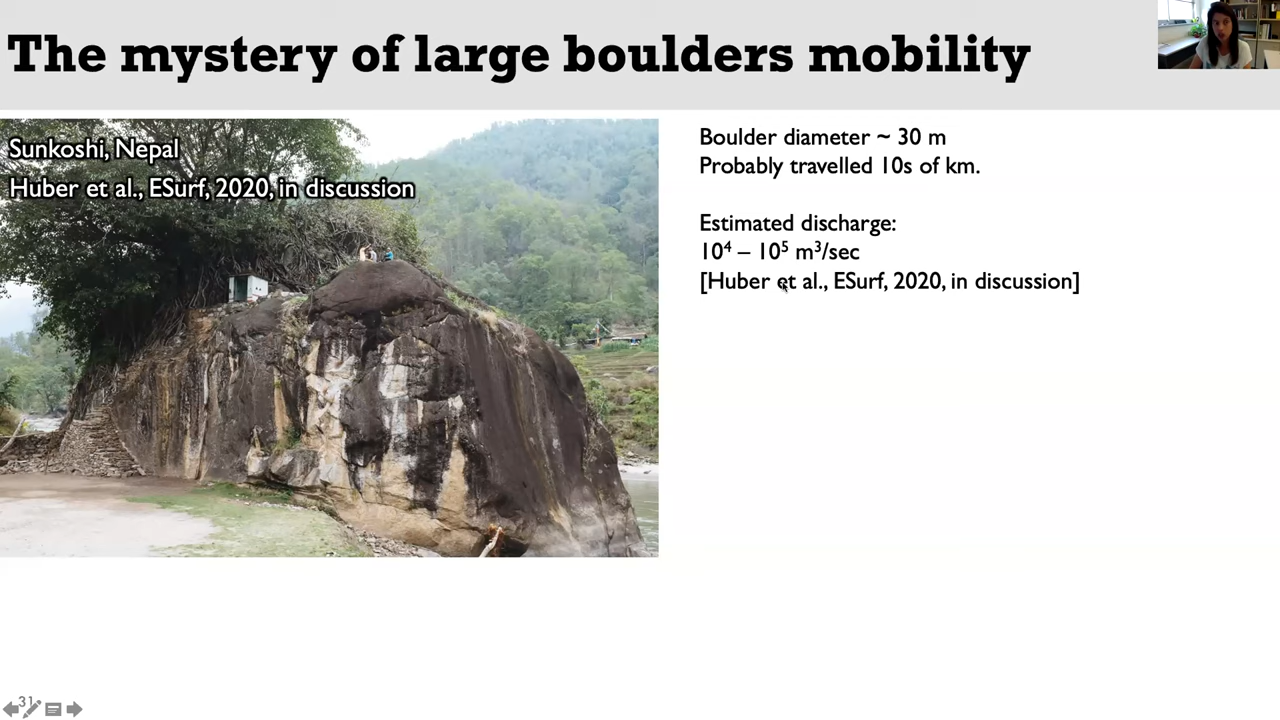 The mystery of large boulders mobility
Sunkoshi, Nepal
Huber et al., ESurf, 2020, in discussion
Boulder diameter ~ 30 m
Probably travelled 10s of km.
Estimated discharge:
10⁴ – 10⁵ m³/sec
[Huber et al., ESurf, 2020, in discussion]
31